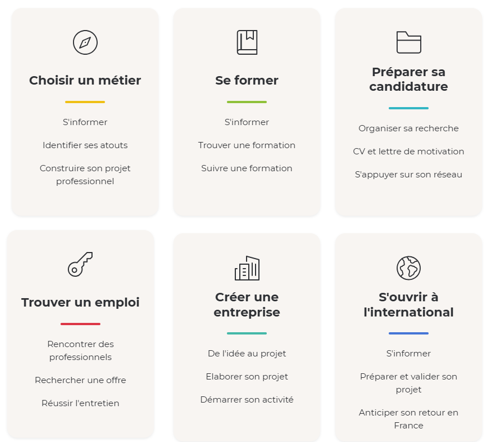 Choisir un métier
S'informer
Identifier ses atouts
Construire son projet
professionnel
Se former
S'informer
Trouver une formation
Suivre une formation
Préparer sa
candidature
Organiser sa recherche
CV et lettre de motivation
S'appuyer sur son réseau
Trouver un emploi
Rencontrer des
professionnels
Rechercher une offre
Réussir l'entretien
Créer une
entreprise
De l'idée au projet
Elaborer son projet
Démarrer son activité
S'ouvrir à
l'international
S'informer
Préparer et valider son
projet
Anticiper son retour en
France